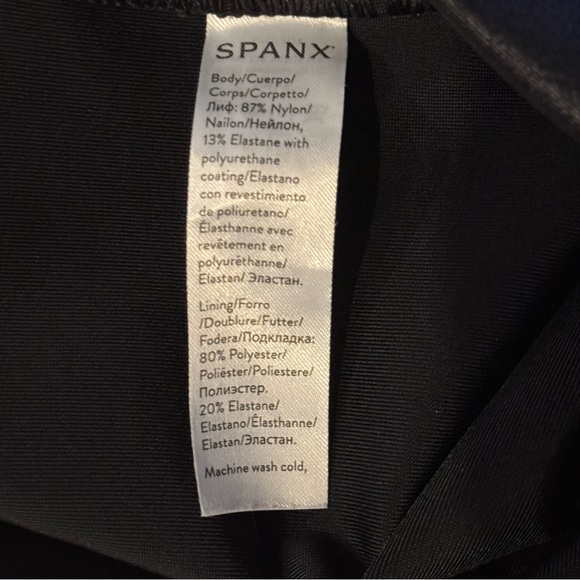 SPANX
Body/Cuerpo/
Corps/Corpetto/
Лиф: 87% Nylon/
Nailon/Нейлон,
13% Elastane with
polyurethane
coating/Elastano
con revestimiento
de poliuretano/
Élasthanne avec
revêtement en
polyuréthanne/
Elastan/ Эластан.
Lining/Forro
/Doublure/Futter/
Fodera/Подкладка:
80% Polyester/
Poliéster/Poliestere/
Полиэстер.
20% Elastane/
Elastano/Élasthanne/
Elastan/Эластан.
Machine wash cold,